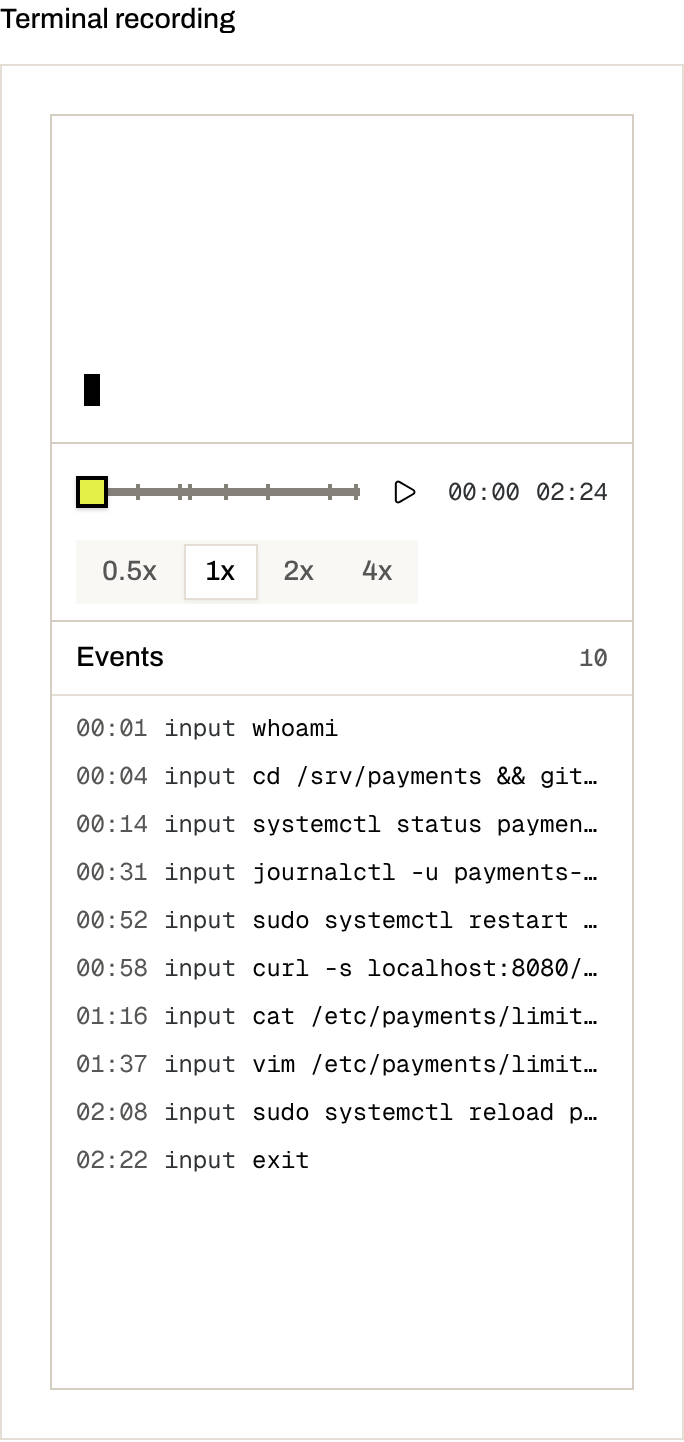 Terminal recording
00:00 02:24
0.5x 1x 2x 4x
Events 10
00:01 input whoami
00:04 input cd /srv/payments && git…
00:14 input systemctl status paymen…
00:31 input journalctl -u payments-…
00:52 input sudo systemctl restart …
00:58 input curl -s localhost:8080/…
01:16 input cat /etc/payments/limit…
01:37 input vim /etc/payments/limit…
02:08 input sudo systemctl reload p…
02:22 input exit